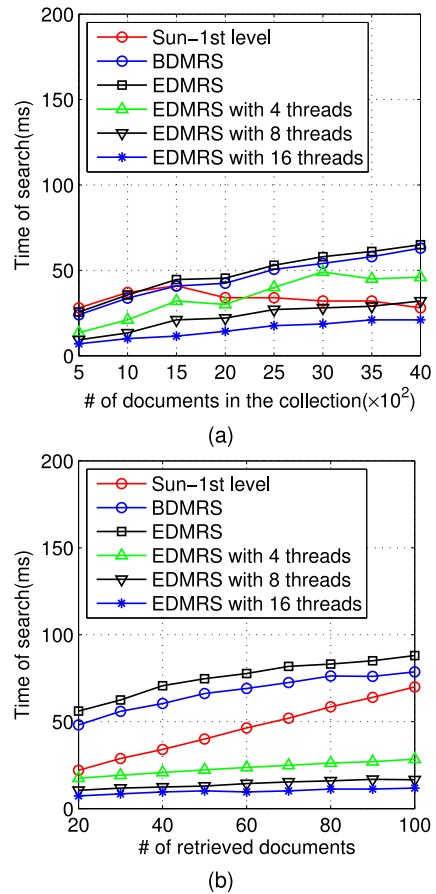 200
150
100
50
0
Time of search(ms)
Sun-1st level
BDMRS
EDMRS
EDMRS with 4 threads
EDMRS with 8 threads
EDMRS with 16 threads
5 10 15 20 25 30 35 40
# of documents in the collection(×10²)
(a)
200
150
100
50
0
Time of search(ms)
Sun-1st level
BDMRS
EDMRS
EDMRS with 4 threads
EDMRS with 8 threads
EDMRS with 16 threads
20 40 60 80 100
# of retrieved documents
(b)